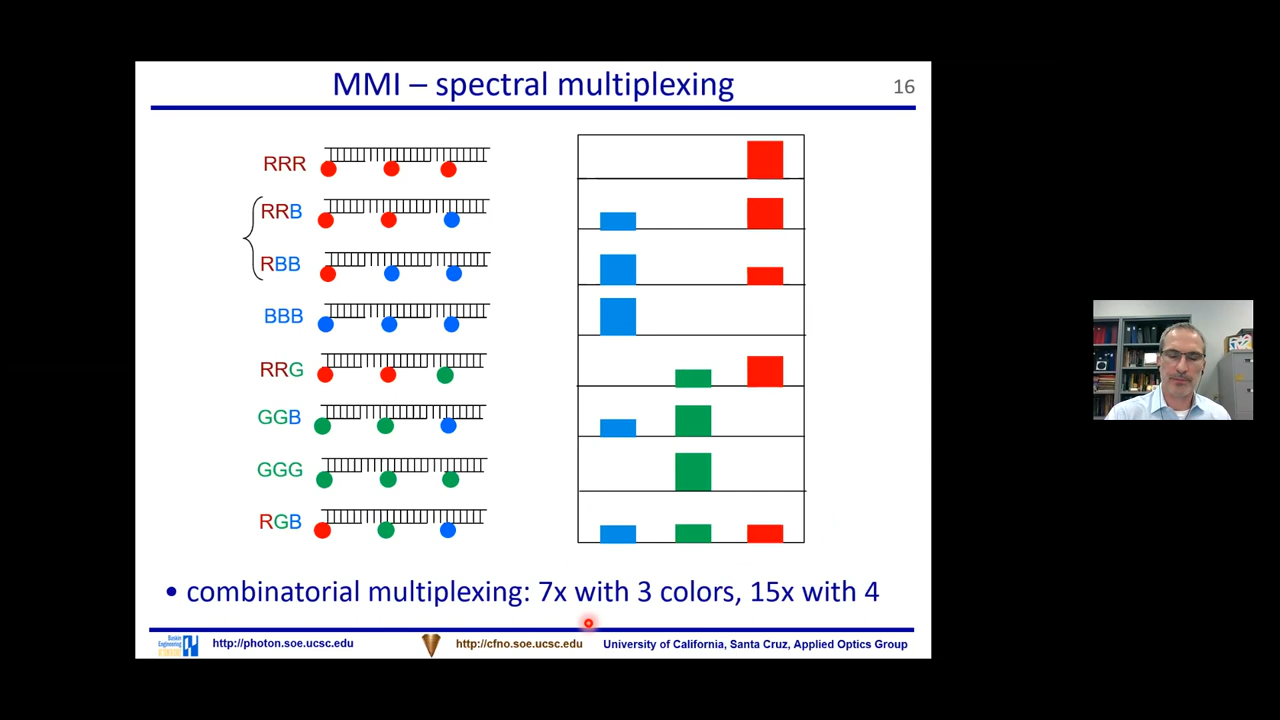 MMI – spectral multiplexing
16
RRR
RRB
RBB
BBB
RRG
GGB
GGG
RGB
• combinatorial multiplexing: 7x with 3 colors, 15x with 4
Baskin
Engineering
http://photon.soe.ucsc.edu
http://cfno.soe.ucsc.edu
University of California, Santa Cruz, Applied Optics Group